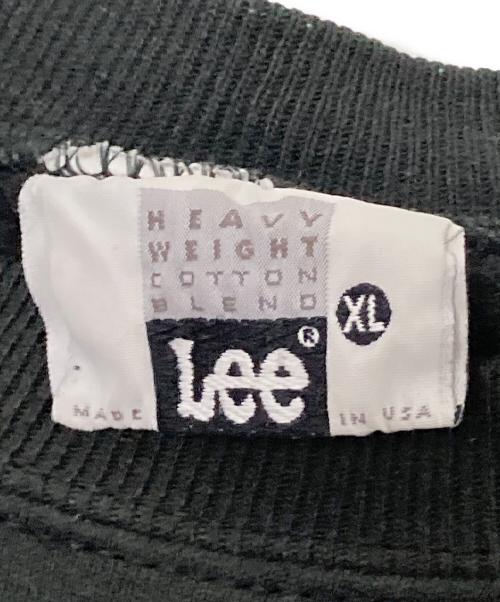 HEAVY
WEIGHT
COTTON
BLEND
XL
Lee®
MADE IN USA